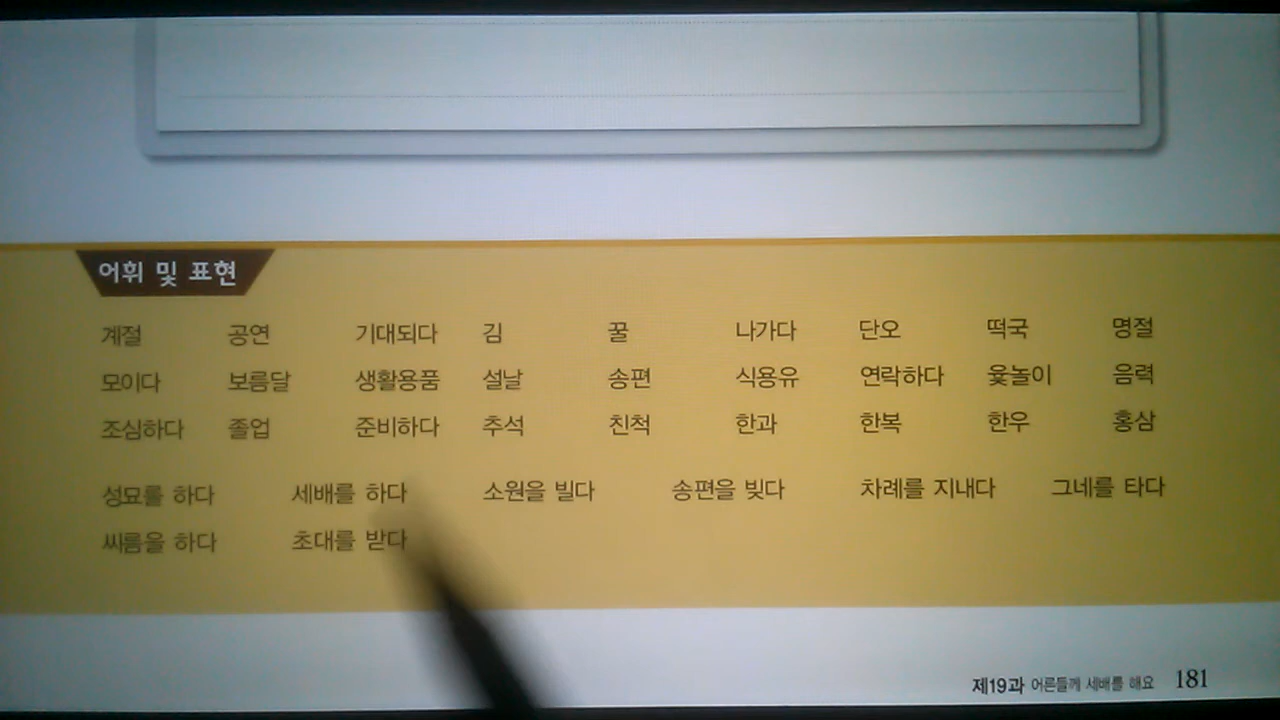 어휘 및 표현
계절 공연 기대되다 김 꿀 나가다 단오 떡국 명절
모이다 보름달 생활용품 설날 송편 식용유 연락하다 윷놀이 음력
조심하다 졸업 준비하다 추석 친척 한과 한복 한우 홍삼
성묘를 하다 세배를 하다 소원을 빌다 송편을 빚다 차례를 지내다 그네를 타다
씨름을 하다 초대를 받다
제19과 어른들께 세배를 해요 181